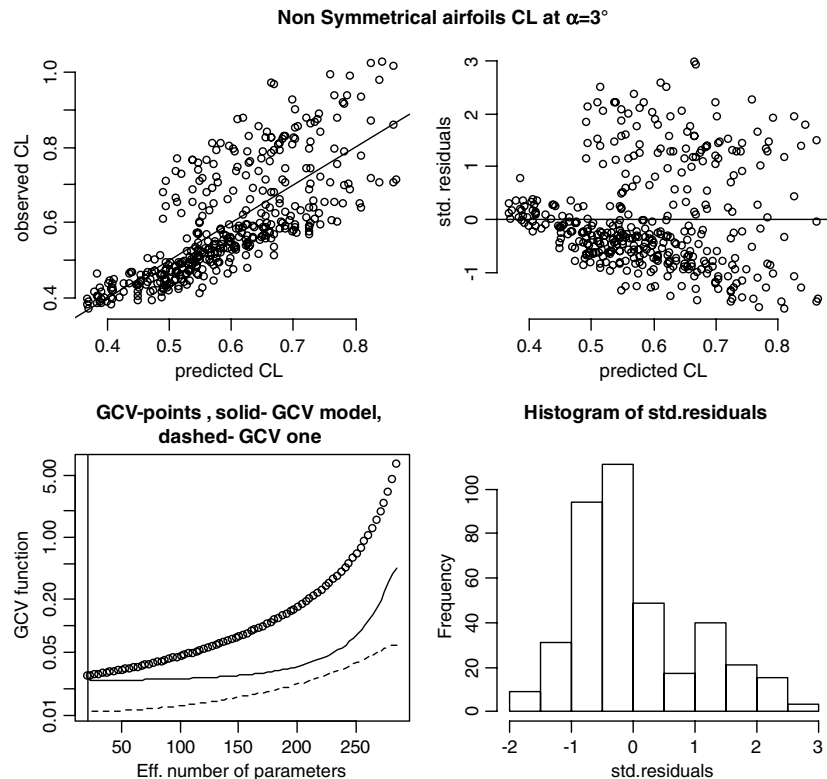 Non Symmetrical airfoils CL at α=3°
observed CL
1.0
0.8
0.6
0.4
0.4 0.5 0.6 0.7 0.8
predicted CL
std. residuals
3
2
1
0
-1
0.4 0.5 0.6 0.7 0.8
predicted CL
GCV-points , solid- GCV model,
dashed- GCV one
GCV function
5.00
1.00
0.20
0.05
0.01
50 100 150 200 250
Eff. number of parameters
Histogram of std.residuals
Frequency
100
80
60
40
20
0
-2 -1 0 1 2 3
std.residuals